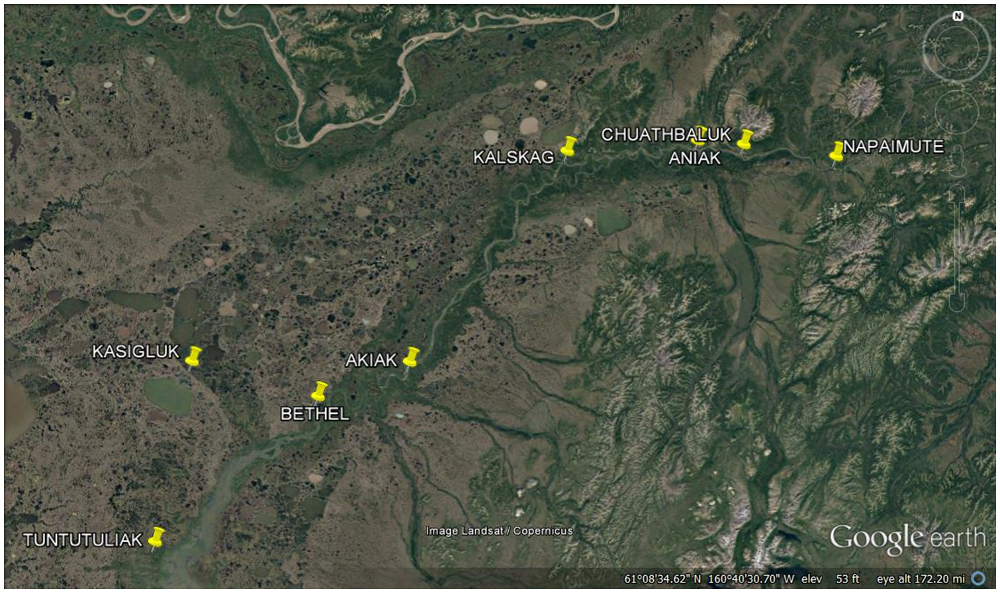 N
CHUATHBALUK
NAPAIMUTE
KALSKAG
ANIAK
KASIGLUK
AKIAK
BETHEL
TUNTUTULIAK
Image Landsat / Copernicus
Google earth
61°08'34.62" N 160°40'30.70" W elev 53 ft eye alt 172.20 mi